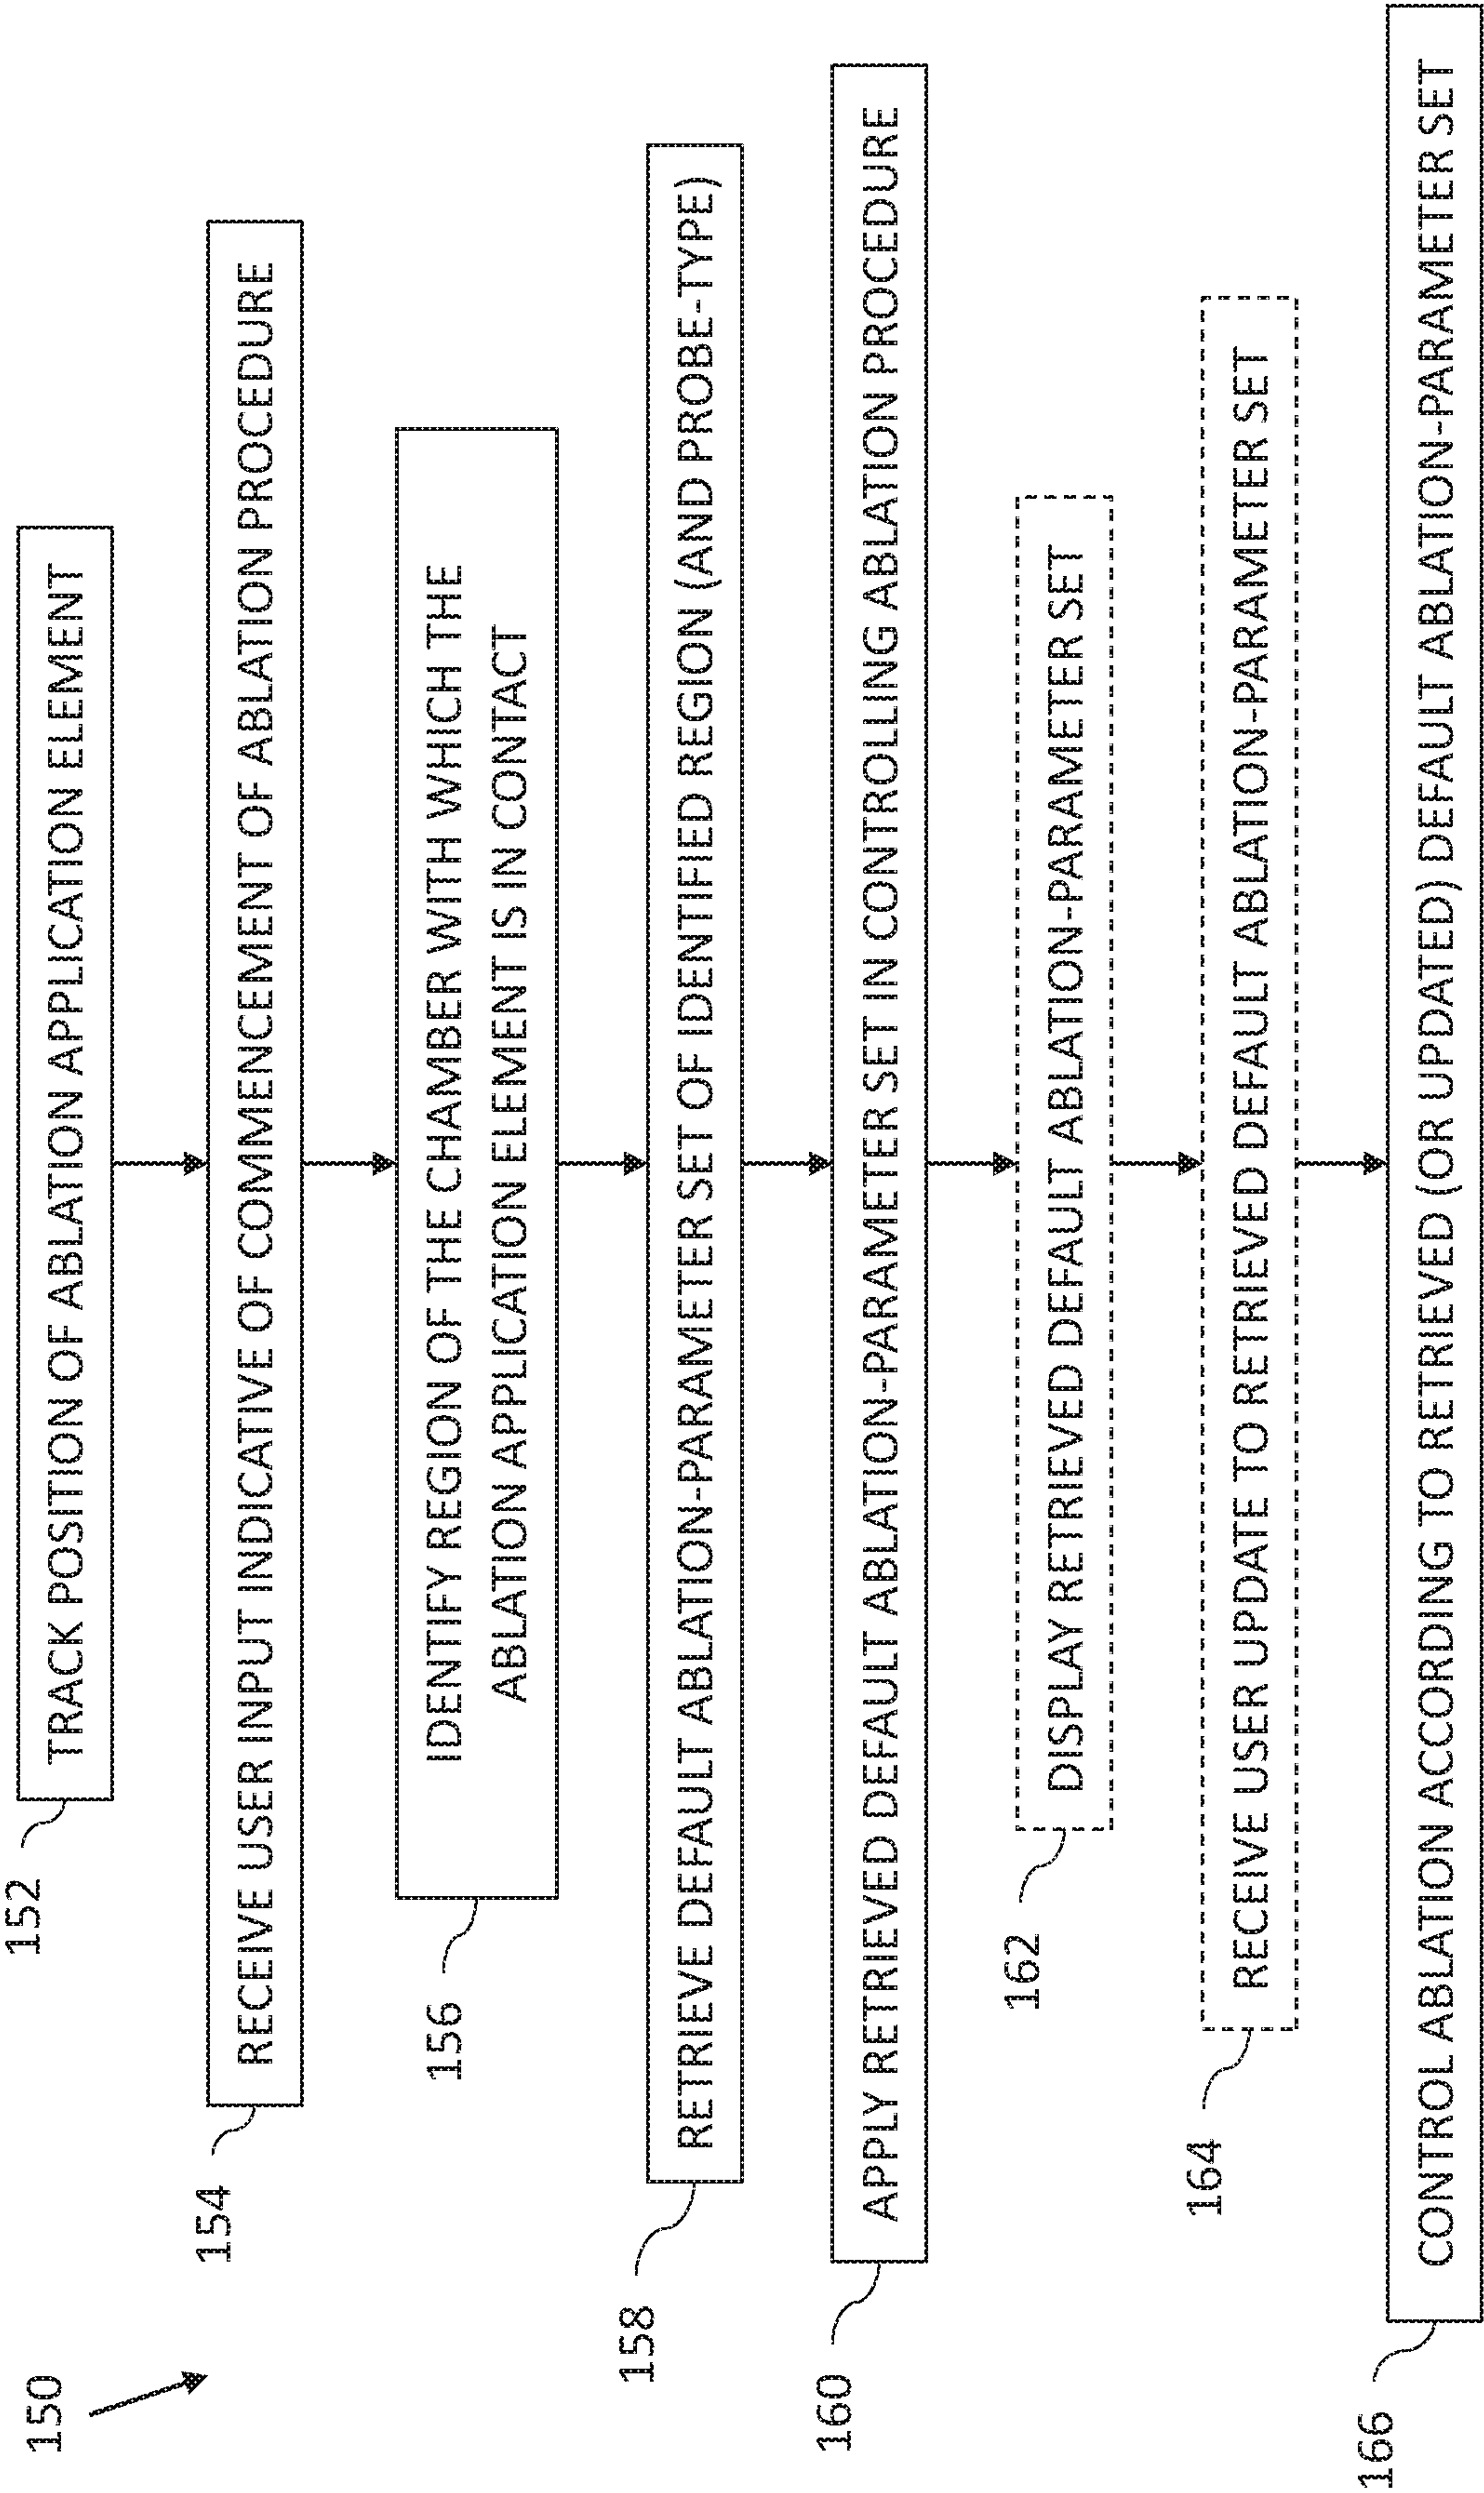 150
152
TRACK POSITION OF ABLATION APPLICATION ELEMENT
154
RECEIVE USER INPUT INDICATIVE OF COMMENCEMENT OF ABLATION PROCEDURE
156
IDENTIFY REGION OF THE CHAMBER WITH WHICH THE
ABLATION APPLICATION ELEMENT IS IN CONTACT
158
RETRIEVE DEFAULT ABLATION-PARAMETER SET OF IDENTIFIED REGION (AND PROBE-TYPE)
160
APPLY RETRIEVED DEFAULT ABLATION-PARAMETER SET IN CONTROLLING ABLATION PROCEDURE
162
DISPLAY RETRIEVED DEFAULT ABLATION-PARAMETER SET
164
RECEIVE USER UPDATE TO RETRIEVED DEFAULT ABLATION-PARAMETER SET
166
CONTROL ABLATION ACCORDING TO RETRIEVED (OR UPDATED) DEFAULT ABLATION-PARAMETER SET